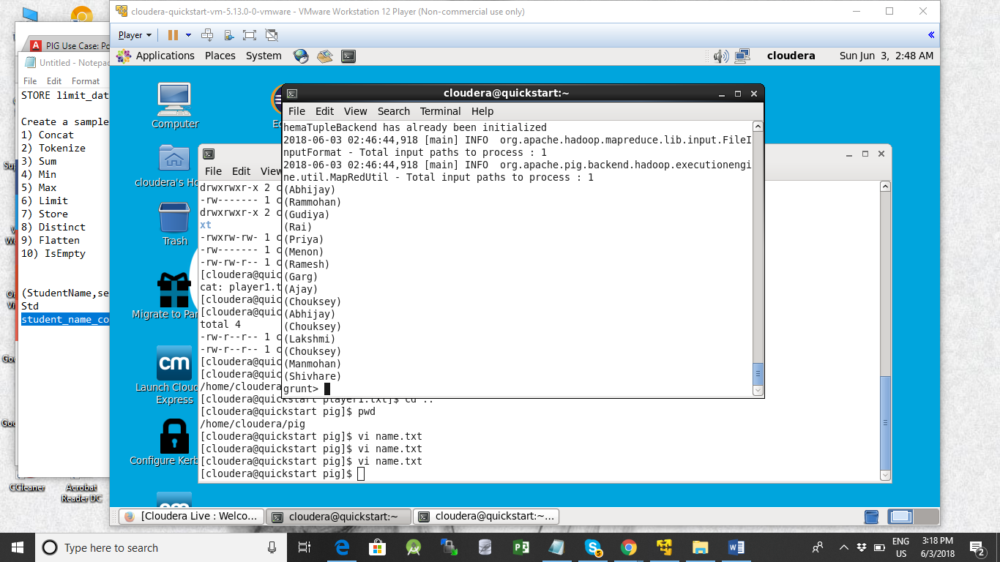 cloudera-quickstart-vm-5.13.0-0-vmware - VMware Workstation 12 Player (Non-commercial use only)
Player
PIG Use Case: Po
Applications Places System
cloudera Sun Jun 3, 2:48 AM
Untitled - Notepad
File Edit Format
STORE limit_dat
Create a sample
1) Concat
2) Tokenize
3) Sum
4) Min
5) Max
6) Limit
7) Store
8) Distinct
9) Flatten
10) IsEmpty
(StudentName,se
Std
student_name_co
Computer
cloudera's Ho
Trash
Migrate to Par
Launch Cloud
Express
Configure Kerb
cloudera@quickstart:~
File Edit View Search Terminal Help
hemaTupleBackend has already been initialized
2018-06-03 02:46:44,918 [main] INFO  org.apache.hadoop.mapreduce.lib.input.FileI
nputFormat - Total input paths to process : 1
2018-06-03 02:46:44,918 [main] INFO  org.apache.pig.backend.hadoop.executionengi
ne.util.MapRedUtil - Total input paths to process : 1
(Abhijay)
(Rammohan)
(Gudiya)
(Rai)
(Priya)
(Menon)
(Ramesh)
(Garg)
(Ajay)
(Chouksey)
(Abhijay)
(Chouksey)
(Lakshmi)
(Chouksey)
(Manmohan)
(Shivhare)
grunt>
File Edit View
drwxrwxr-x 2 c
-rw------- 1 c
drwxrwxr-x 2 c
xt
-rwxrw-rw- 1 c
-rw------- 1 c
-rw-rw-r-- 1 c
[cloudera@quic
cat: player1.t
[cloudera@quic
[cloudera@quic
total 4
-rw-r--r-- 1 c
-rw-r--r-- 1 c
[cloudera@quic
[cloudera@quic
/home/cloudera
[cloudera@quickstart player1.txt]$ cd ..
[cloudera@quickstart pig]$ pwd
/home/cloudera/pig
[cloudera@quickstart pig]$ vi name.txt
[cloudera@quickstart pig]$ vi name.txt
[cloudera@quickstart pig]$ vi name.txt
[cloudera@quickstart pig]$
CCleaner
Acrobat
Reader DC
[Cloudera Live : Welco...
cloudera@quickstart:~
cloudera@quickstart:~...
Type here to search
ENG
US
3:18 PM
6/3/2018